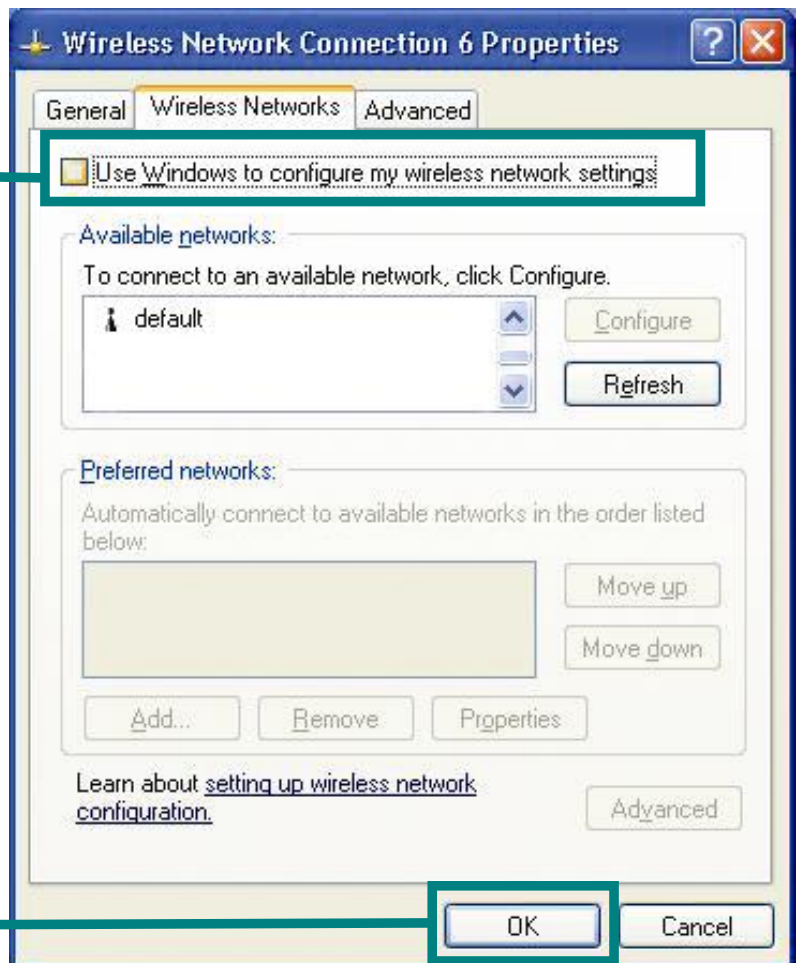 Wireless Network Connection 6 Properties
General Wireless Networks Advanced
Use Windows to configure my wireless network settings
Available networks:
To connect to an available network, click Configure.
default
Configure
Refresh
Preferred networks:
Automatically connect to available networks in the order listed
below:
Move up
Move down
Add... Remove Properties
Learn about setting up wireless network
configuration.
Advanced
OK Cancel